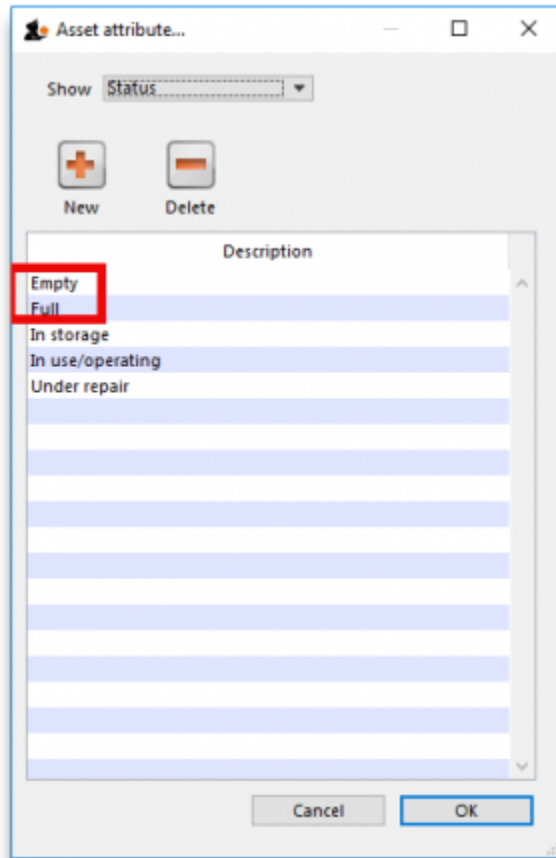 Asset attribute...
Show Status
New Delete
Description
Empty
Full
In storage
In use/operating
Under repair
Cancel OK